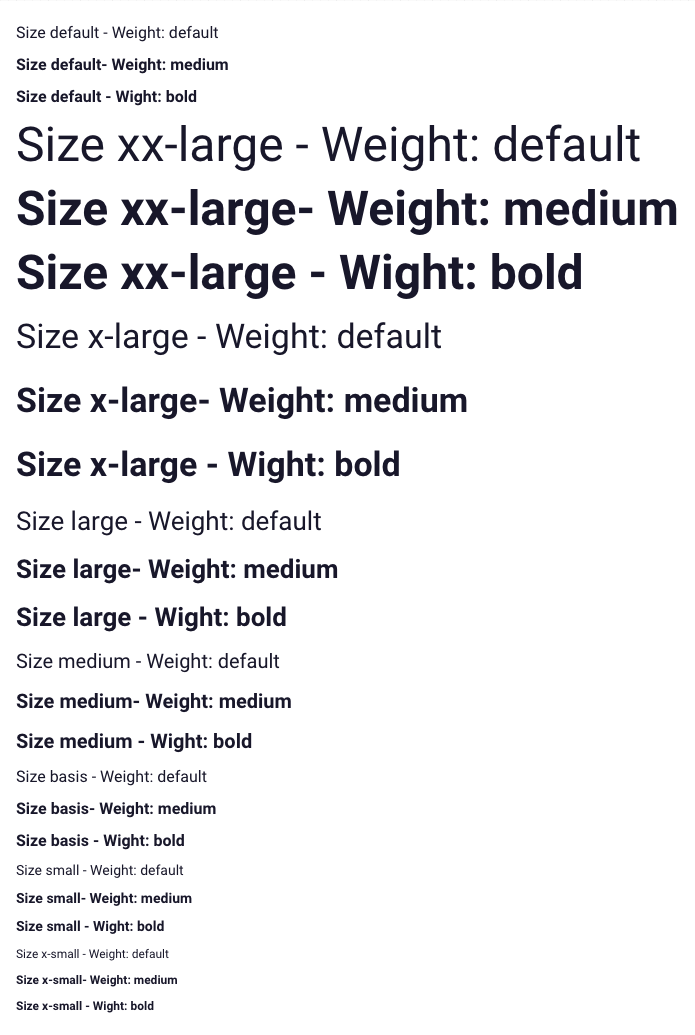 Size default - Weight: default
Size default- Weight: medium
Size default - Wight: bold
Size xx-large - Weight: default
Size xx-large- Weight: medium
Size xx-large - Wight: bold
Size x-large - Weight: default
Size x-large- Weight: medium
Size x-large - Wight: bold
Size large - Weight: default
Size large- Weight: medium
Size large - Wight: bold
Size medium - Weight: default
Size medium- Weight: medium
Size medium - Wight: bold
Size basis - Weight: default
Size basis- Weight: medium
Size basis - Wight: bold
Size small - Weight: default
Size small- Weight: medium
Size small - Wight: bold
Size x-small - Weight: default
Size x-small- Weight: medium
Size x-small - Wight: bold